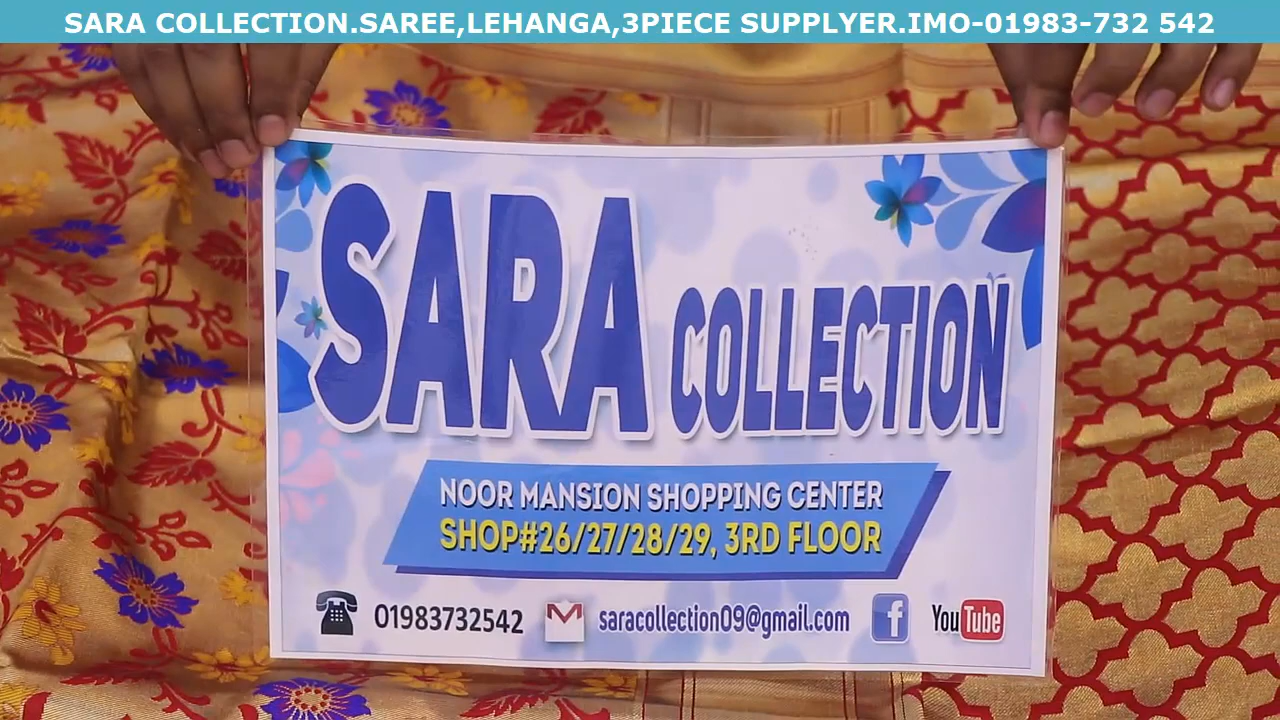 SARA COLLECTION.SAREE,LEHANGA,3PIECE SUPPLYER.IMO-01983-732 542
SARA COLLECTION
NOOR MANSION SHOPPING CENTER
SHOP#26/27/28/29, 3RD FLOOR
01983732542 saracollection09@gmail.com f YouTube